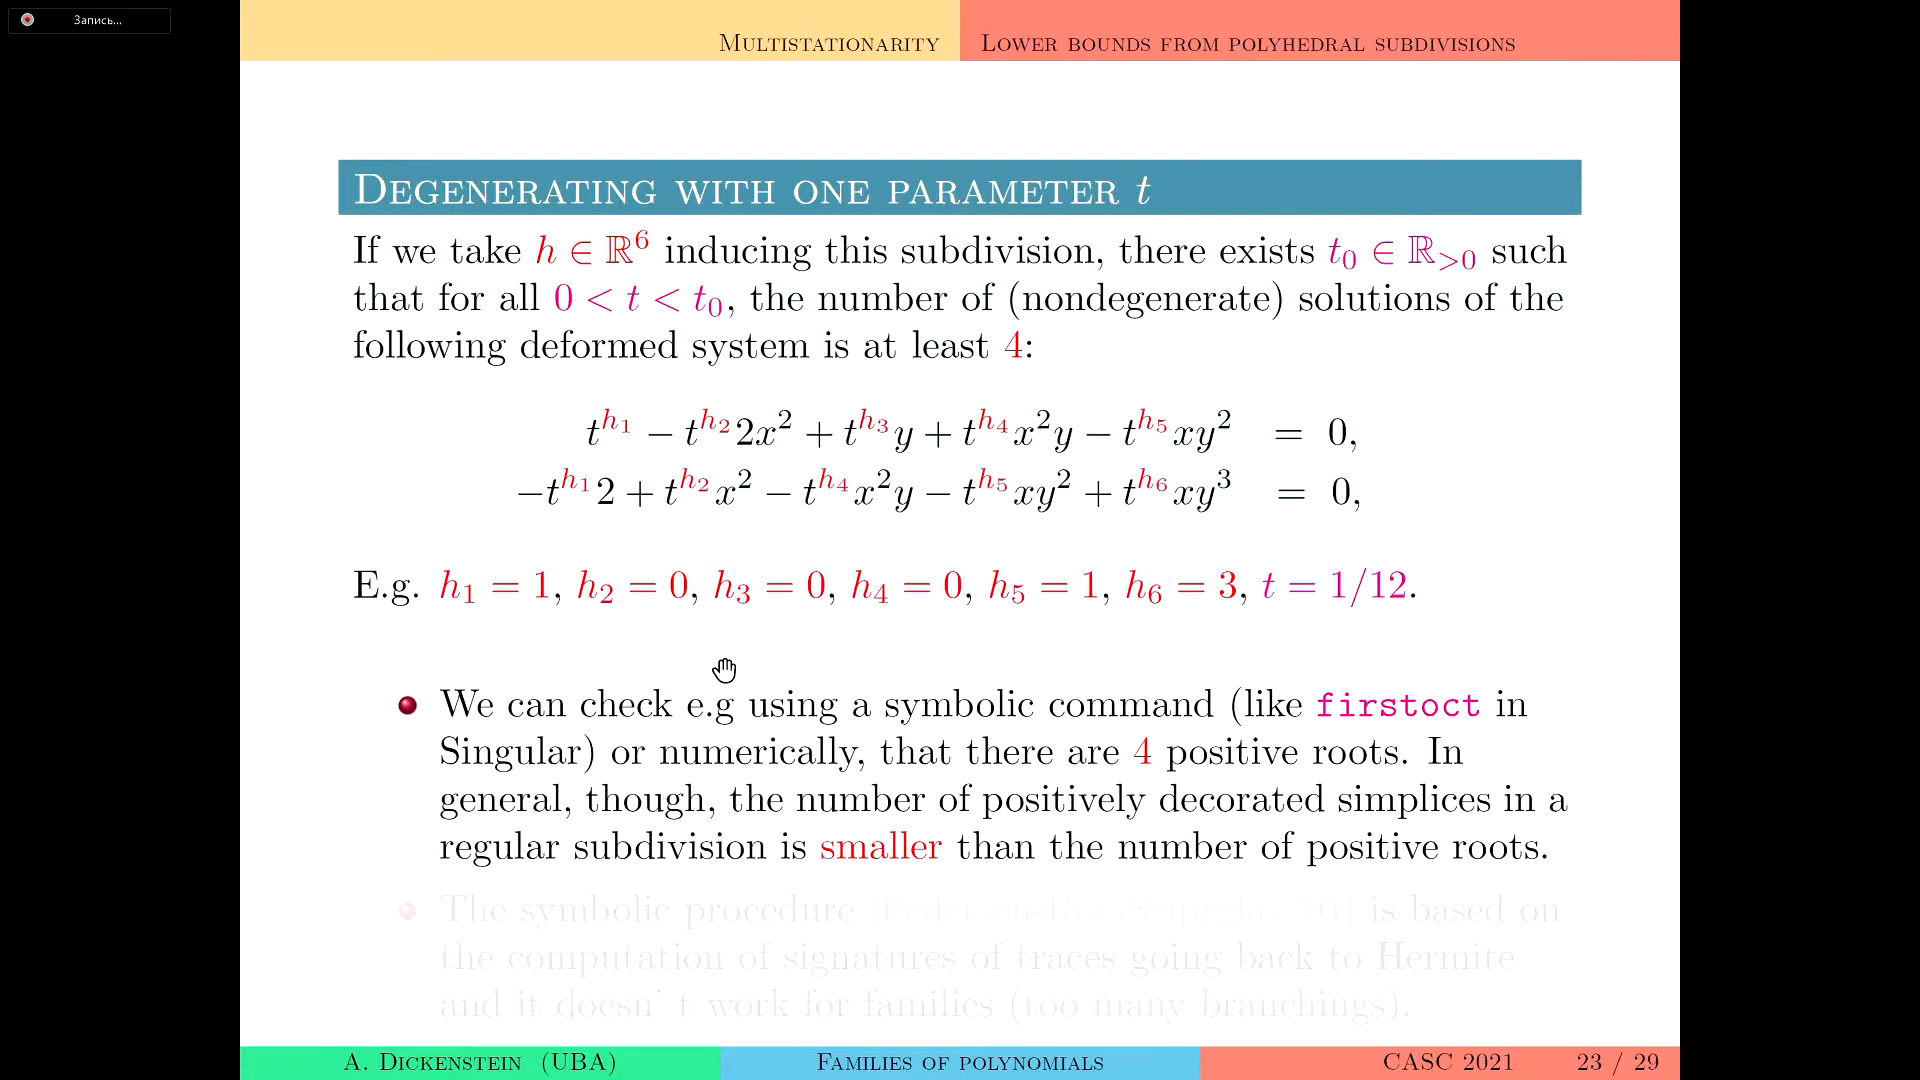 Запись...
Multistationarity Lower bounds from polyhedral subdivisions
Degenerating with one parameter t
If we take h ∈ ℝ⁶ inducing this subdivision, there exists t₀ ∈ ℝ_{>0} such
that for all 0 < t < t₀, the number of (nondegenerate) solutions of the
following deformed system is at least 4:
t^{h₁} − t^{h₂}2x² + t^{h₃}y + t^{h₄}x²y − t^{h₅}xy² = 0,
−t^{h₁}2 + t^{h₂}x² − t^{h₄}x²y − t^{h₅}xy² + t^{h₆}xy³ = 0,
E.g. h₁ = 1, h₂ = 0, h₃ = 0, h₄ = 0, h₅ = 1, h₆ = 3, t = 1/12.
We can check e.g using a symbolic command (like firstoct in
Singular) or numerically, that there are 4 positive roots. In
general, though, the number of positively decorated simplices in a
regular subdivision is smaller than the number of positive roots.
The symbolic procedure is based on
the computation of signatures of traces going back to Hermite
and it doesn't work for families (too many branchings).
A. Dickenstein (UBA) Families of polynomials CASC 2021 23 / 29